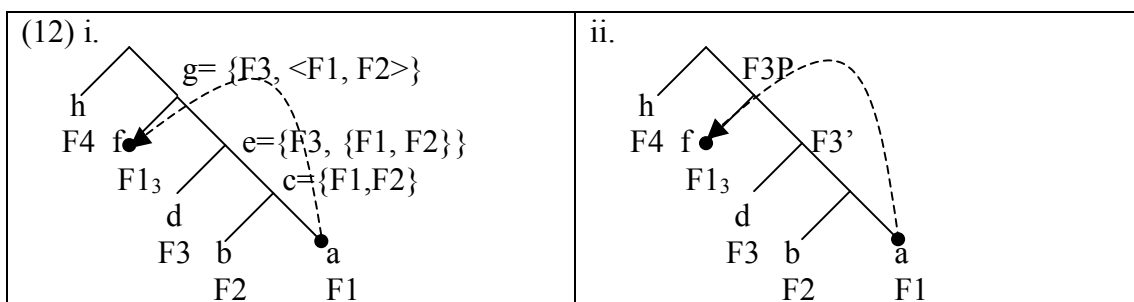 (12) i.
g= {F3, <F1, F2>}
h
F4 f
e={F3, {F1, F2}}
F1₃
c={F1,F2}
d
F3 b a
F2 F1
ii.
F3P
h
F4 f
F3’
F1₃
d
F3 b a
F2 F1